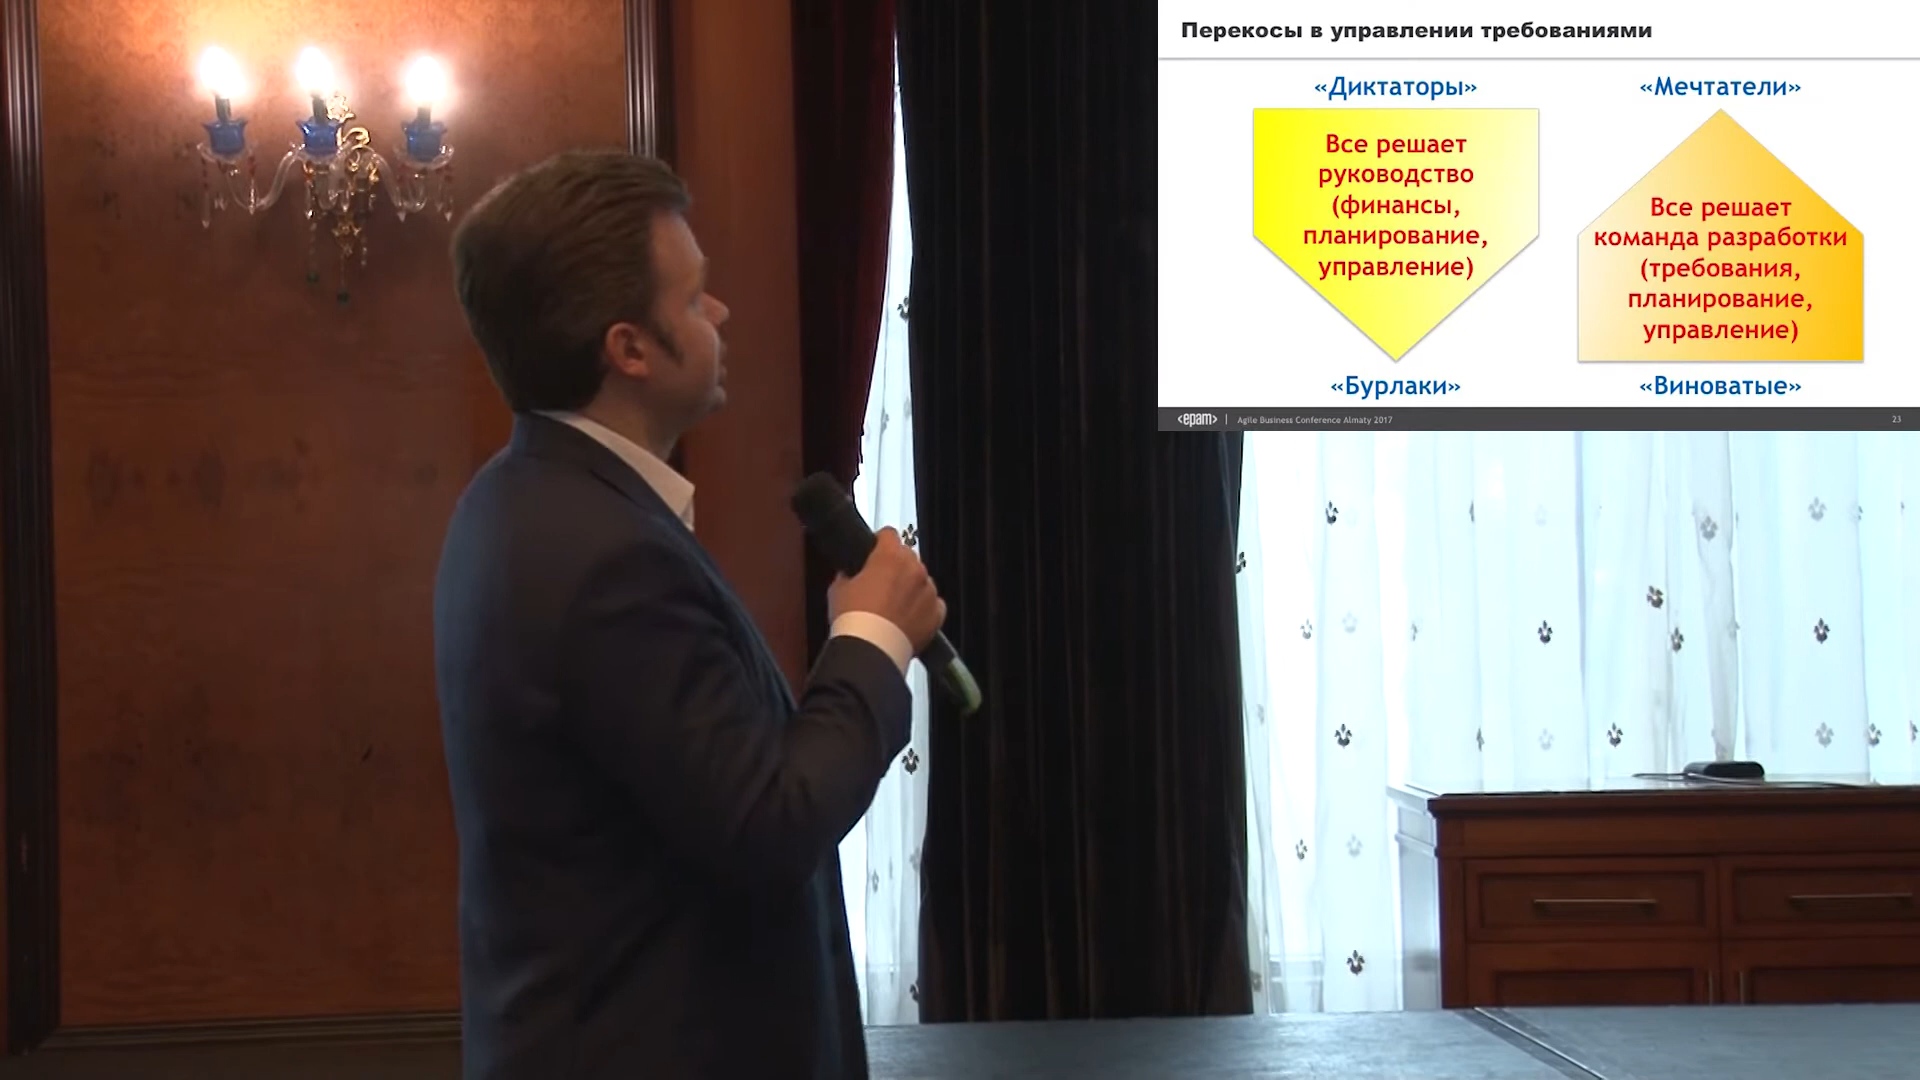 Перекосы в управлении требованиями
«Диктаторы»
Все решает
руководство
(финансы,
планирование,
управление)
«Бурлаки»
«Мечтатели»
Все решает
команда разработки
(требования,
планирование,
управление)
«Виноватые»
<epam> | Agile Business Conference Almaty 2017
23